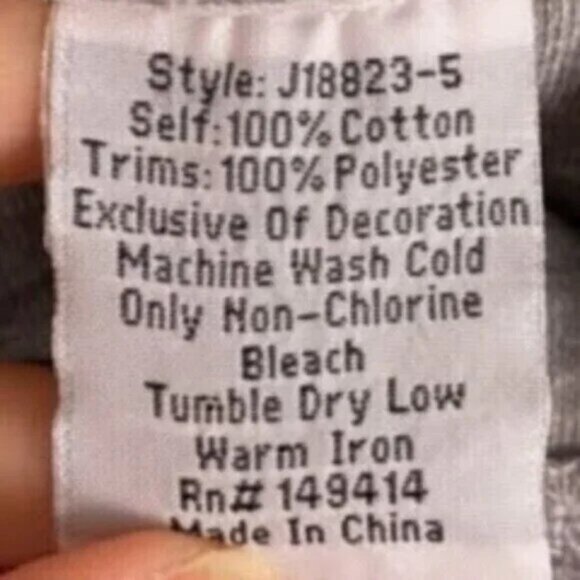 Style: J18823-5
Self:100% Cotton
Trims:100% Polyester
Exclusive Of Decoration
Machine Wash Cold
Only Non-Chlorine
Bleach
Tumble Dry Low
Warm Iron
Rn# 149414
Made In China